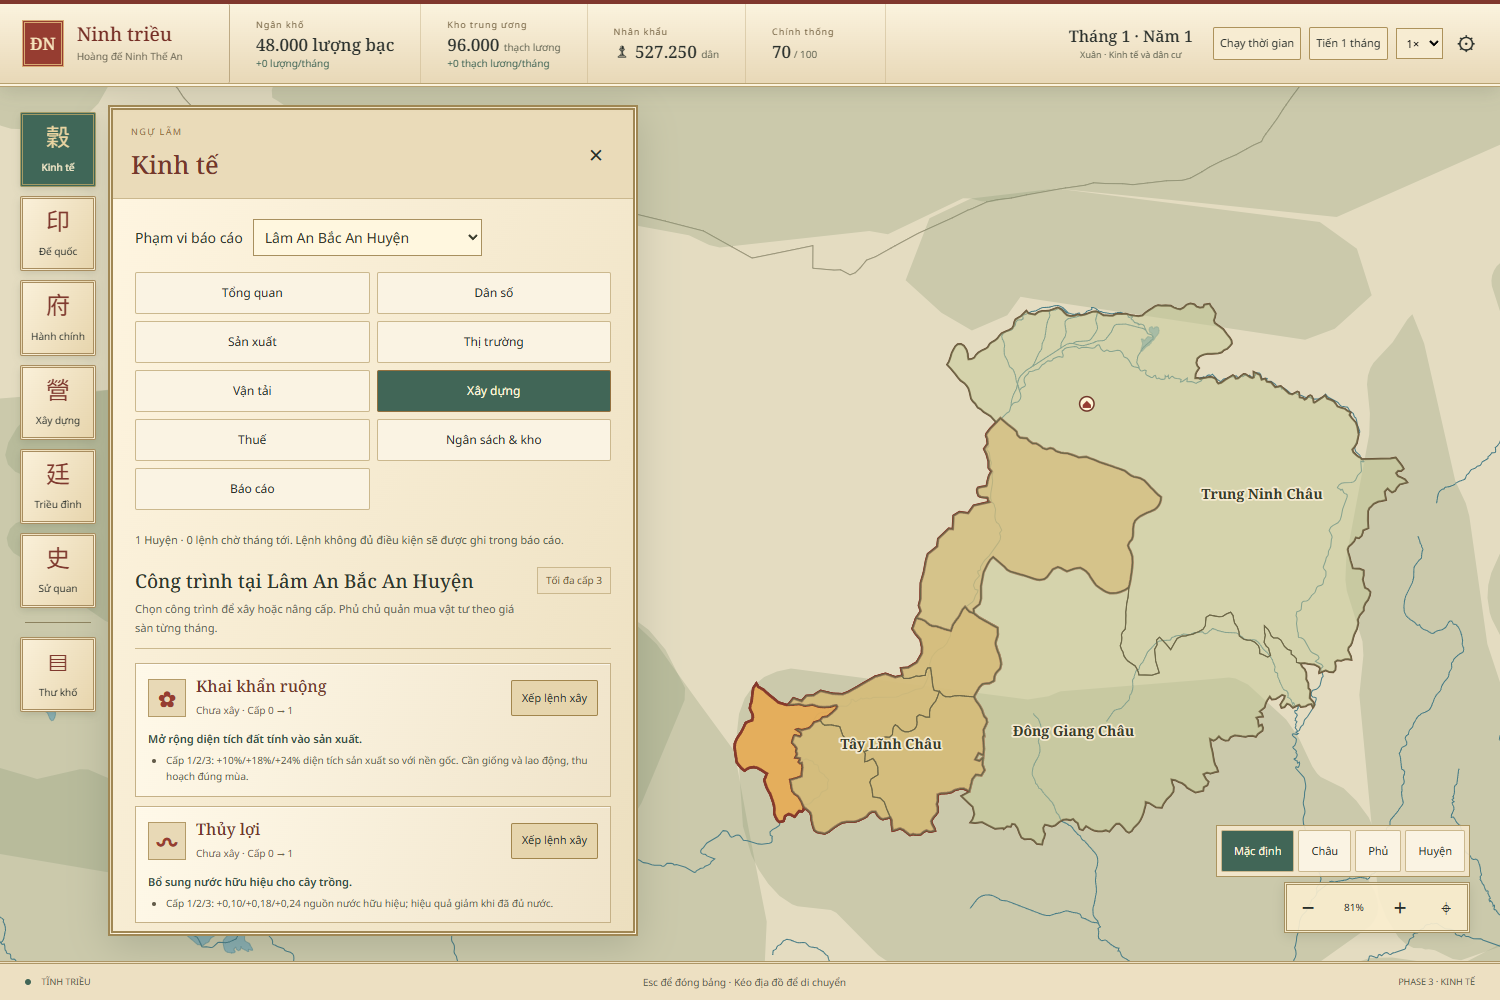 ĐN
Ninh triều
Hoàng đế Ninh Thế An
Ngân khố
48.000 lượng bạc
+0 lượng/tháng
Kho trung ương
96.000 thạch lương
+0 thạch lương/tháng
Nhân khẩu
527.250 dân
Chính thống
70 / 100
Tháng 1 · Năm 1
Xuân · Kinh tế và dân cư
Chạy thời gian
Tiến 1 tháng
1×
穀
Kinh tế
印
Đế quốc
府
Hành chính
營
Xây dựng
廷
Triều đình
史
Sử quan
▤
Thư khố
NGỰ LÃM
Kinh tế
×
Phạm vi báo cáo
Lâm An Bắc An Huyện
Tổng quan
Dân số
Sản xuất
Thị trường
Vận tải
Xây dựng
Thuế
Ngân sách & kho
Báo cáo
1 Huyện · 0 lệnh chờ tháng tới. Lệnh không đủ điều kiện sẽ được ghi trong báo cáo.
Công trình tại Lâm An Bắc An Huyện
Tối đa cấp 3
Chọn công trình để xây hoặc nâng cấp. Phủ chủ quản mua vật tư theo giá
sàn từng tháng.
Khai khẩn ruộng
Chưa xây · Cấp 0 → 1
Xếp lệnh xây
Mở rộng diện tích đất tính vào sản xuất.
• Cấp 1/2/3: +10%/+18%/+24% diện tích sản xuất so với nền gốc. Cần giống và lao động, thu
hoạch đúng mùa.
Thủy lợi
Chưa xây · Cấp 0 → 1
Xếp lệnh xây
Bổ sung nước hữu hiệu cho cây trồng.
• Cấp 1/2/3: +0,10/+0,18/+0,24 nguồn nước hữu hiệu; hiệu quả giảm khi đã đủ nước.
Trung Ninh Châu
Đông Giang Châu
Tây Lĩnh Châu
Mặc định
Châu
Phủ
Huyện
−
81%
+
TĨNH TRIỀU
Esc để đóng bảng · Kéo địa đồ để di chuyển
PHASE 3 · KINH TẾ